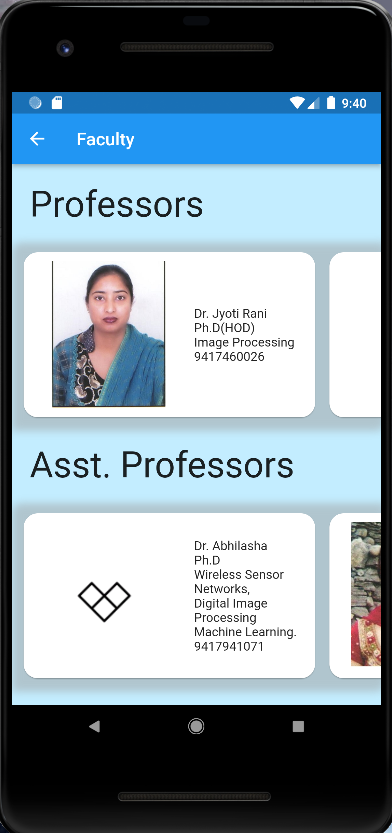 9:40
Faculty
Professors
Dr. Jyoti Rani
Ph.D(HOD)
Image Processing
9417460026
Asst. Professors
Dr. Abhilasha
Ph.D
Wireless Sensor
Networks,
Digital Image
Processing
Machine Learning.
9417941071